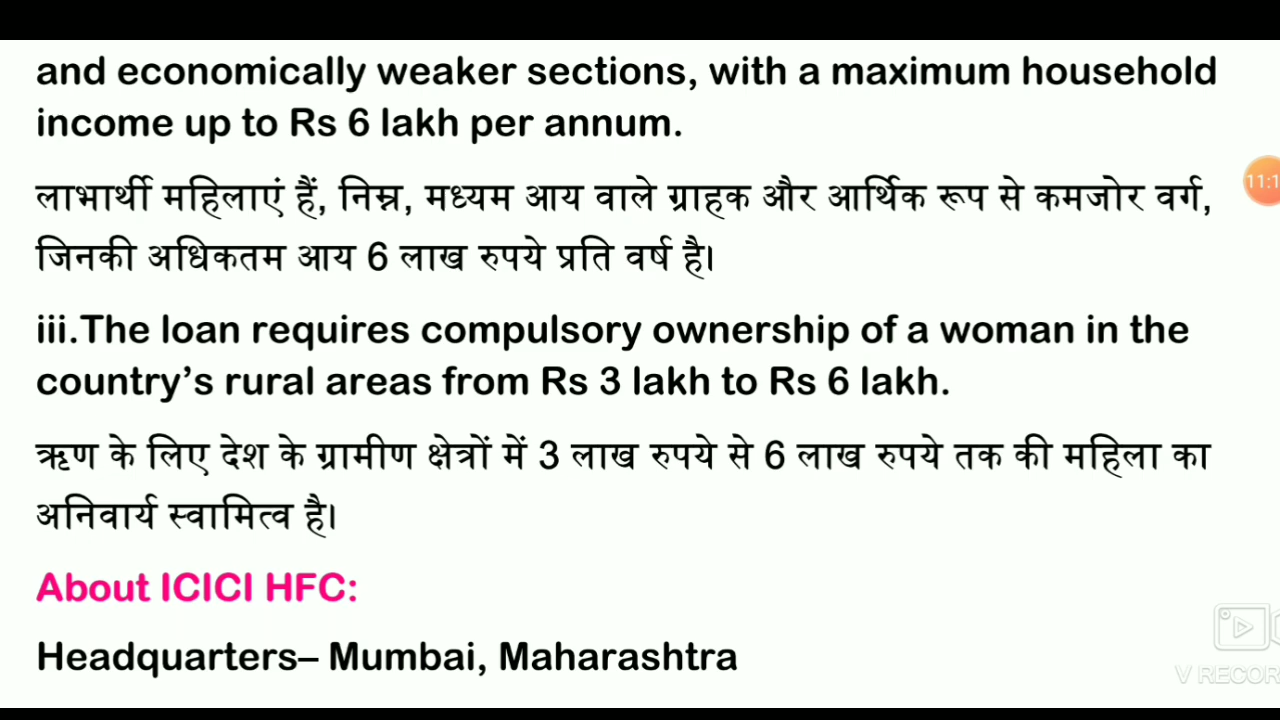 and economically weaker sections, with a maximum household
income up to Rs 6 lakh per annum.
लाभार्थी महिलाएं हैं, निम्न, मध्यम आय वाले ग्राहक और आर्थिक रूप से कमजोर वर्ग,
जिनकी अधिकतम आय 6 लाख रुपये प्रति वर्ष है।
iii.The loan requires compulsory ownership of a woman in the
country’s rural areas from Rs 3 lakh to Rs 6 lakh.
ऋण के लिए देश के ग्रामीण क्षेत्रों में 3 लाख रुपये से 6 लाख रुपये तक की महिला का
अनिवार्य स्वामित्व है।
About ICICI HFC:
Headquarters– Mumbai, Maharashtra
11:1
V RECOR